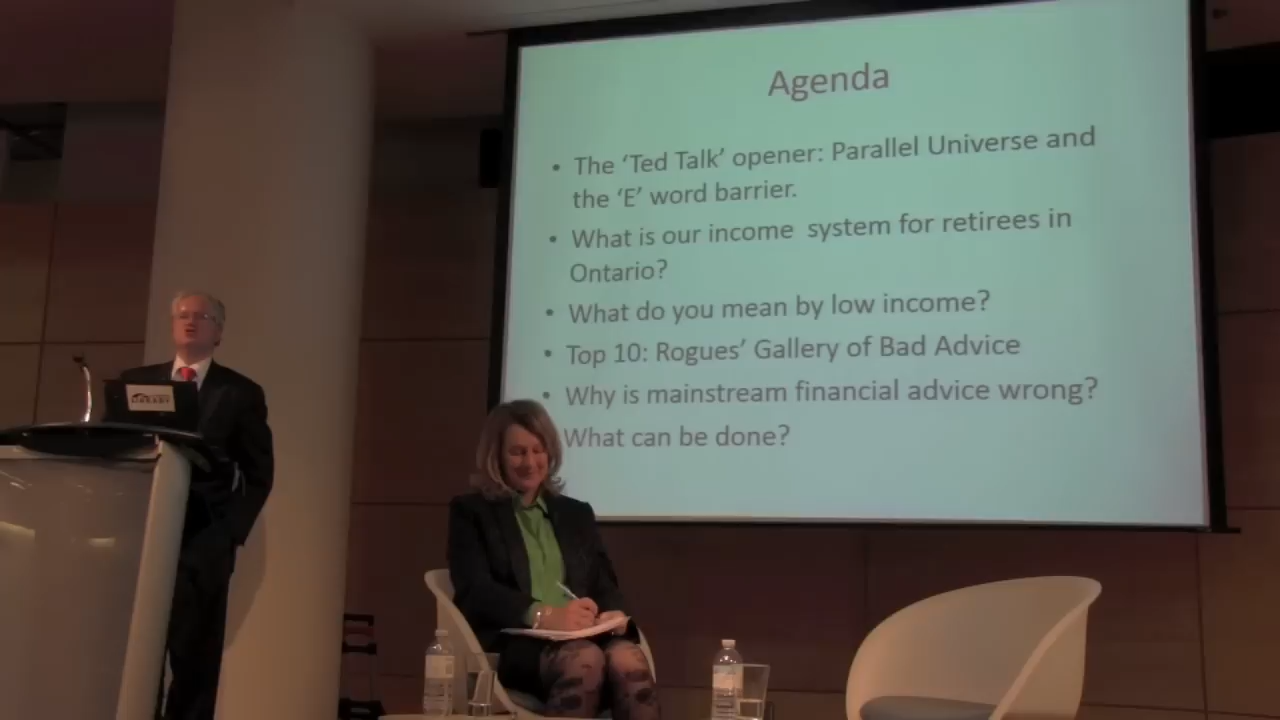 Agenda
• The ‘Ted Talk’ opener: Parallel Universe and
the ‘E’ word barrier.
• What is our income  system for retirees in
Ontario?
• What do you mean by low income?
• Top 10: Rogues’ Gallery of Bad Advice
• Why is mainstream financial advice wrong?
What can be done?
LIBRARY